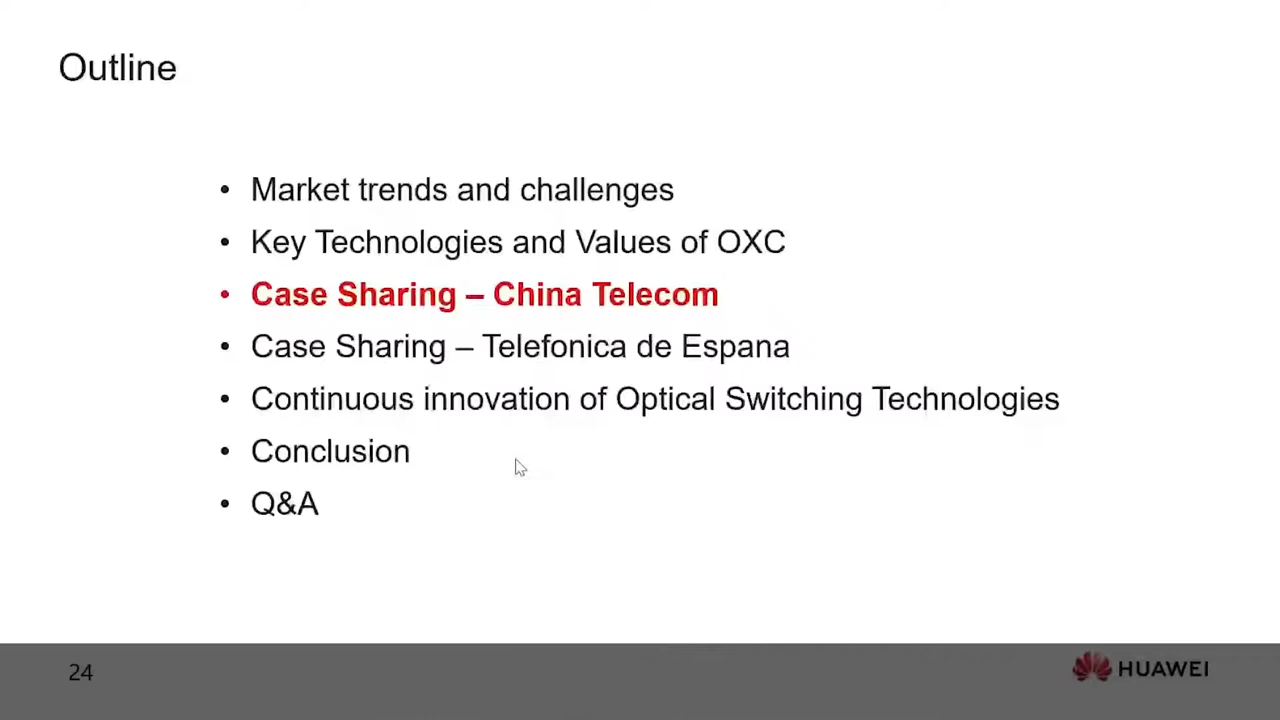 Outline
• Market trends and challenges
• Key Technologies and Values of OXC
• Case Sharing – China Telecom
• Case Sharing – Telefonica de Espana
• Continuous innovation of Optical Switching Technologies
• Conclusion
• Q&A
24
HUAWEI